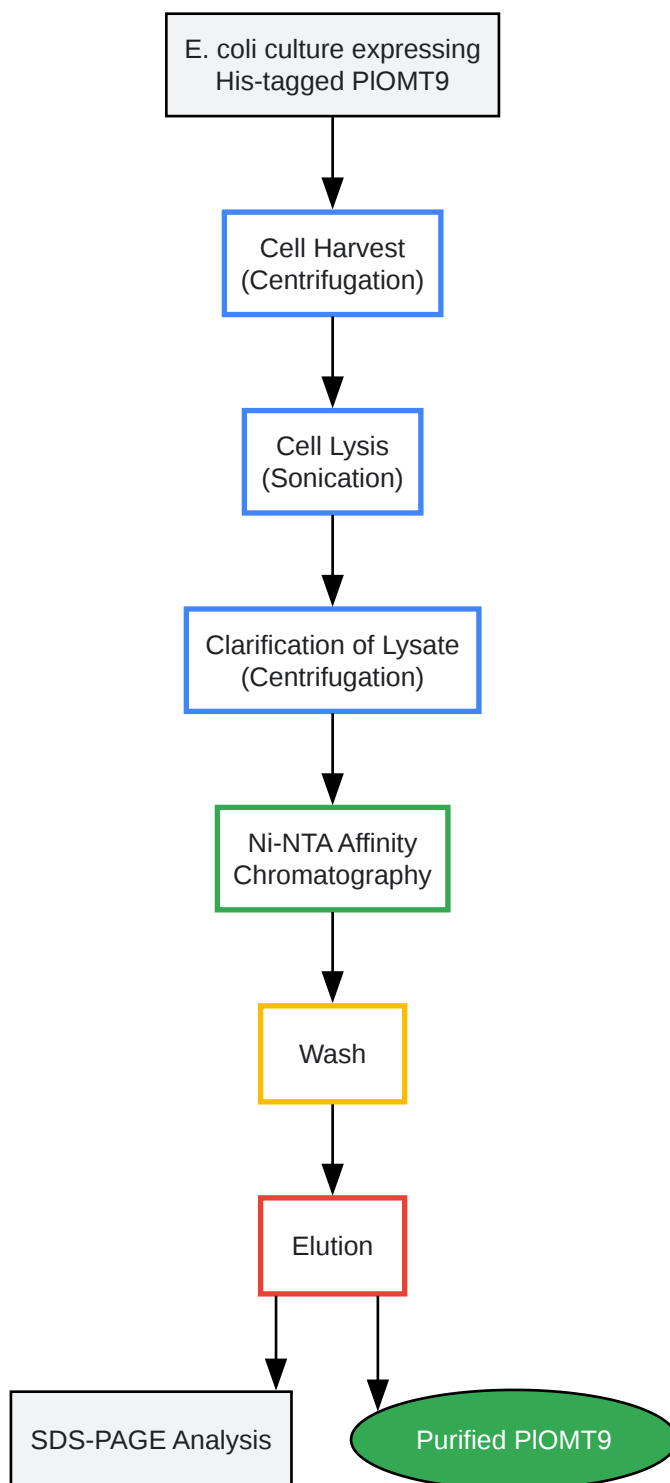 E. coli culture expressing
His-tagged PlOMT9
Cell Harvest
(Centrifugation)
Cell Lysis
(Sonication)
Clarification of Lysate
(Centrifugation)
Ni-NTA Affinity
Chromatography
Wash
Elution
SDS-PAGE Analysis
Purified PlOMT9